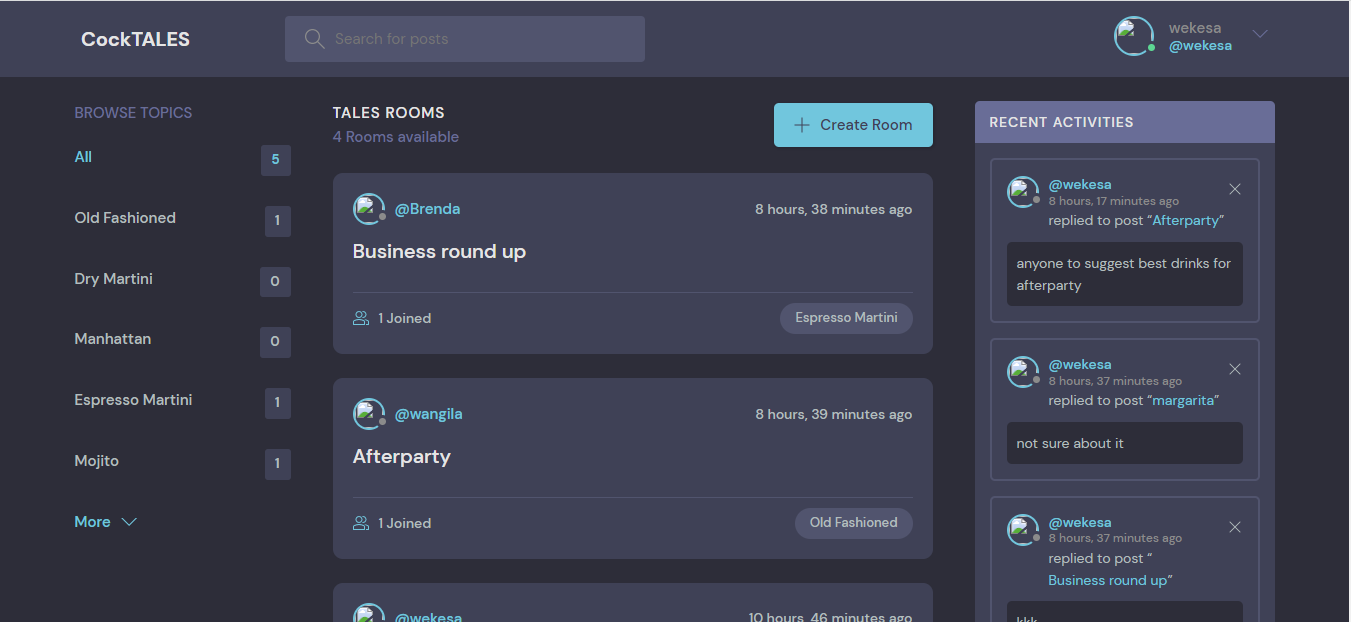 CockTALES
Search for posts
wekesa
@wekesa
BROWSE TOPICS
All
5
Old Fashioned
1
Dry Martini
0
Manhattan
0
Espresso Martini
1
Mojito
1
More
TALES ROOMS
4 Rooms available
Create Room
@Brenda
8 hours, 38 minutes ago
Business round up
1 Joined
Espresso Martini
@wangila
8 hours, 39 minutes ago
Afterparty
1 Joined
Old Fashioned
@wekesa
10 hours, 46 minutes ago
RECENT ACTIVITIES
@wekesa
8 hours, 17 minutes ago
replied to post “Afterparty”
anyone to suggest best drinks for
afterparty
@wekesa
8 hours, 37 minutes ago
replied to post “margarita”
not sure about it
@wekesa
8 hours, 37 minutes ago
replied to post “
Business round up”
kkk